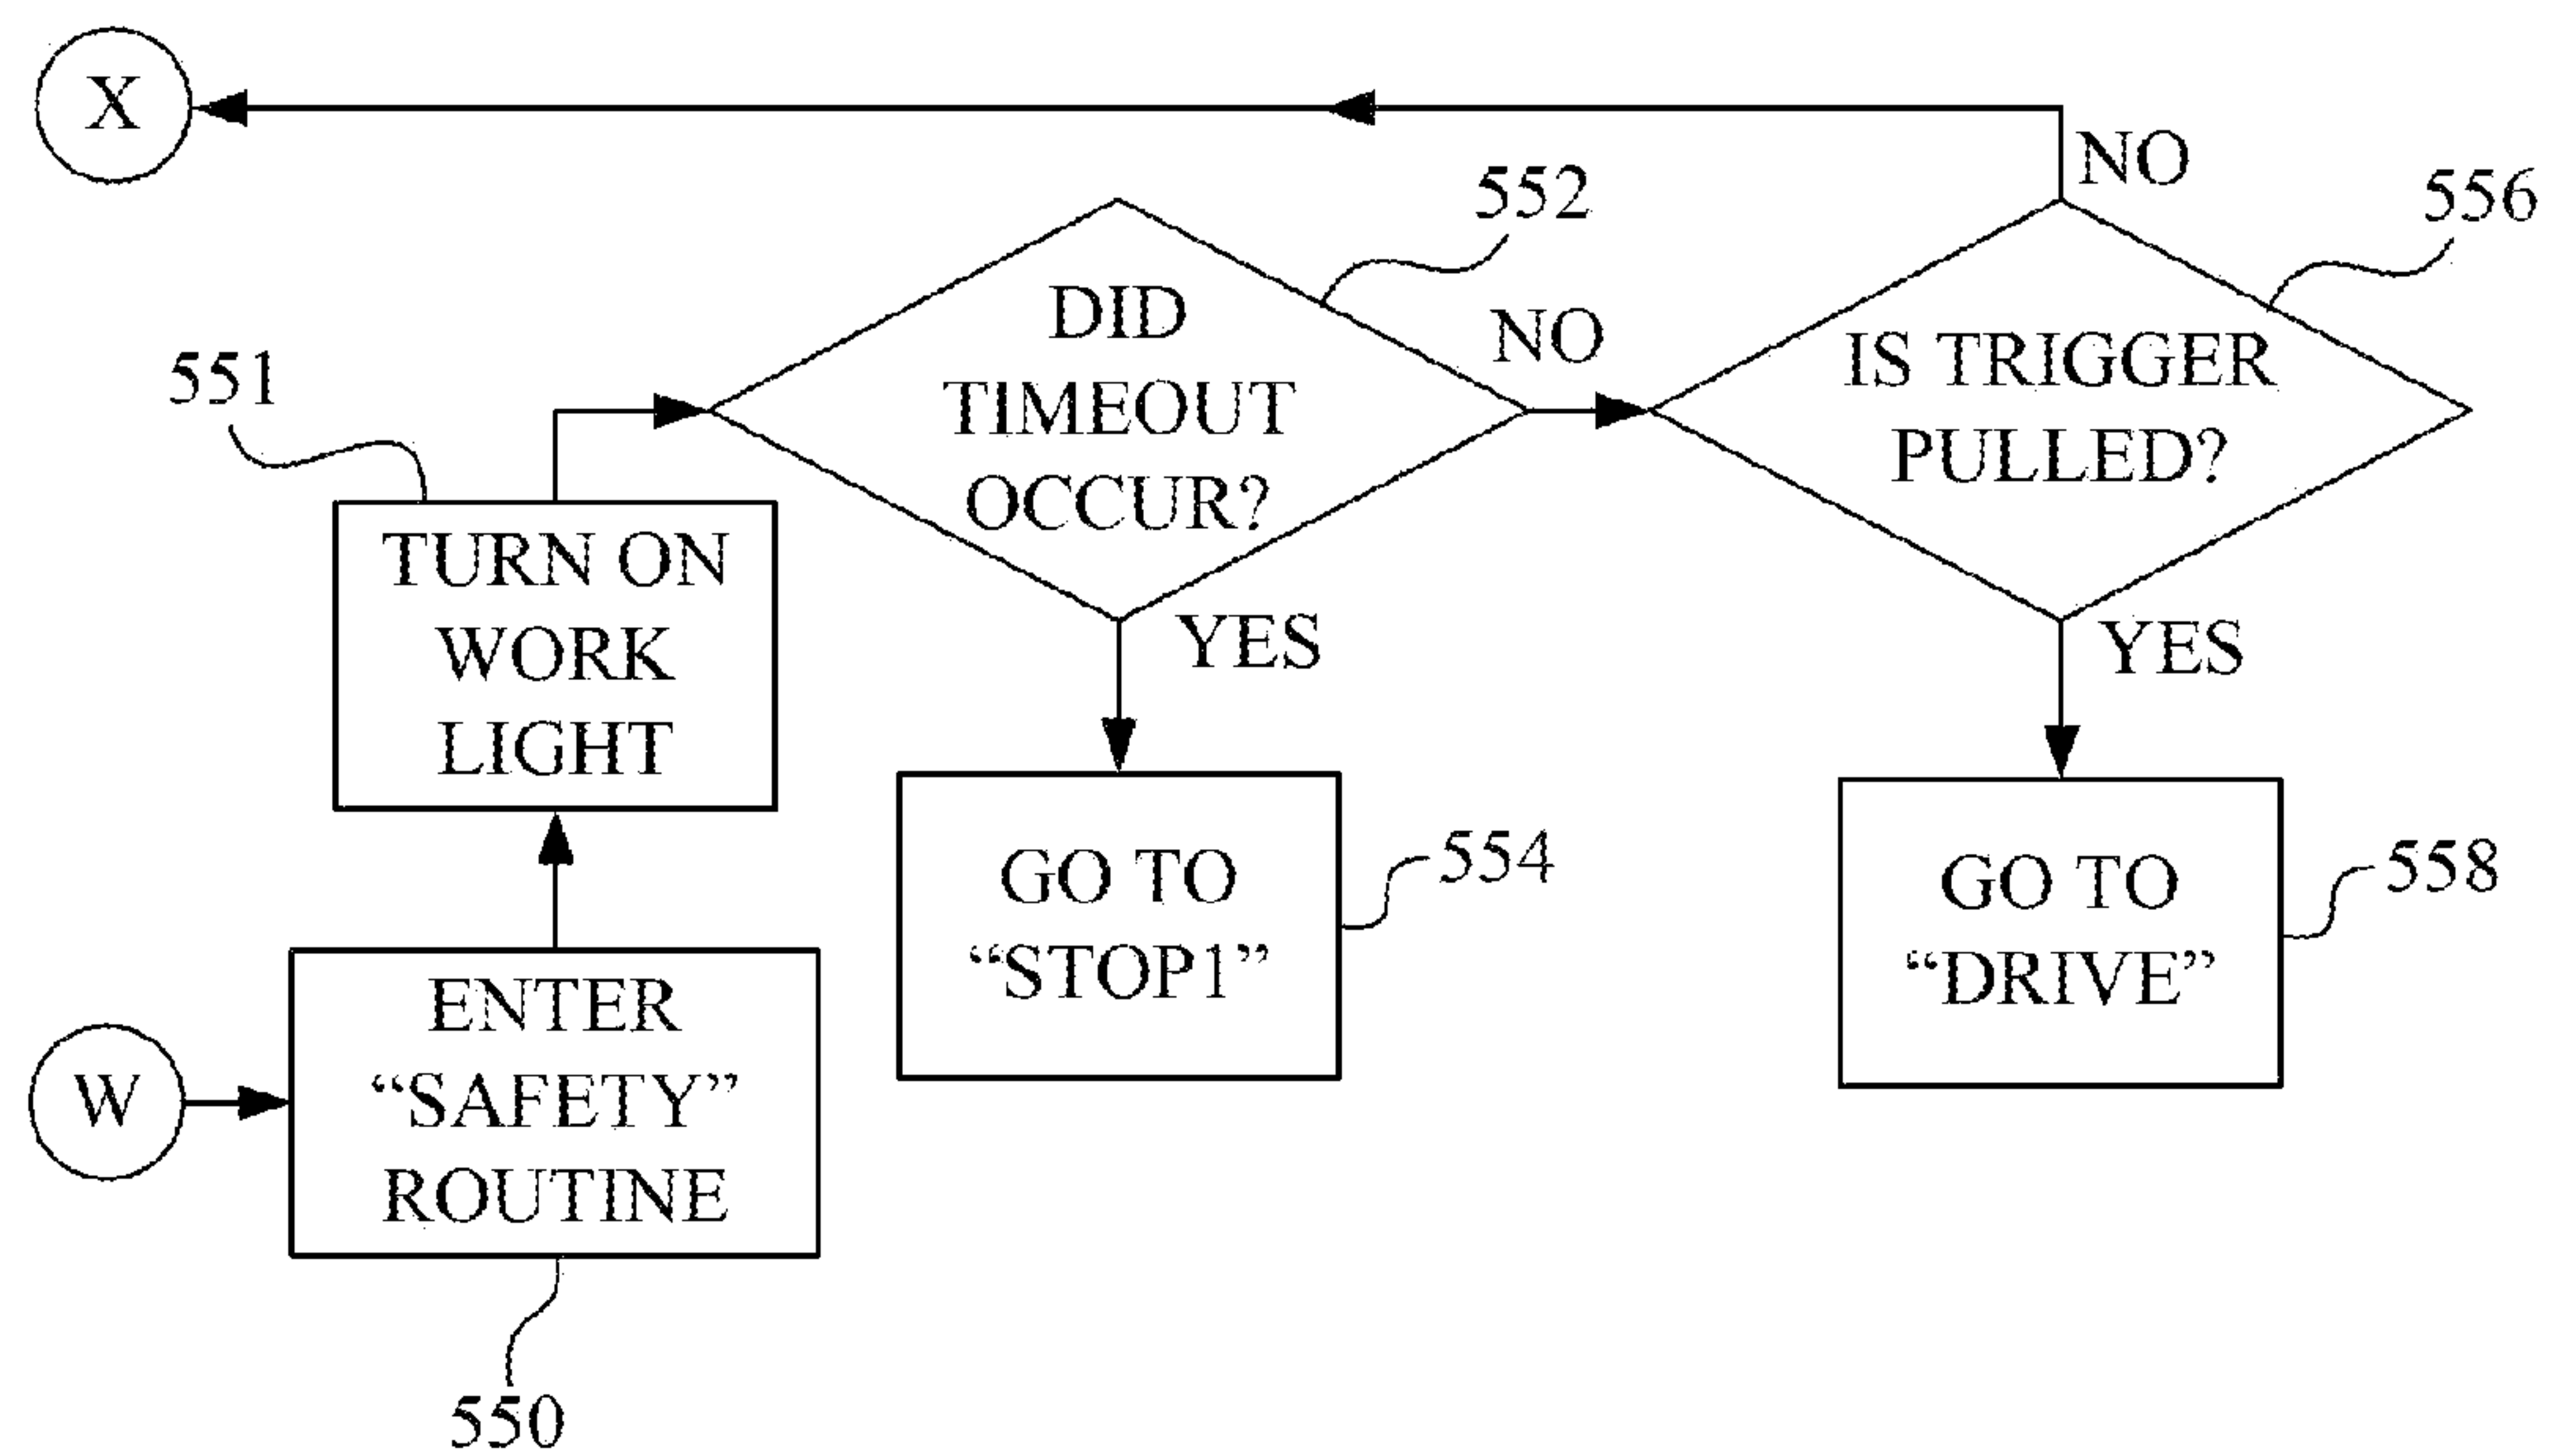 X
NO
552
556
DID
TIMEOUT
OCCUR?
NO
IS TRIGGER
PULLED?
551
TURN ON
WORK
LIGHT
YES
YES
GO TO
“STOP1”
554
GO TO
“DRIVE”
558
W
ENTER
“SAFETY”
ROUTINE
550